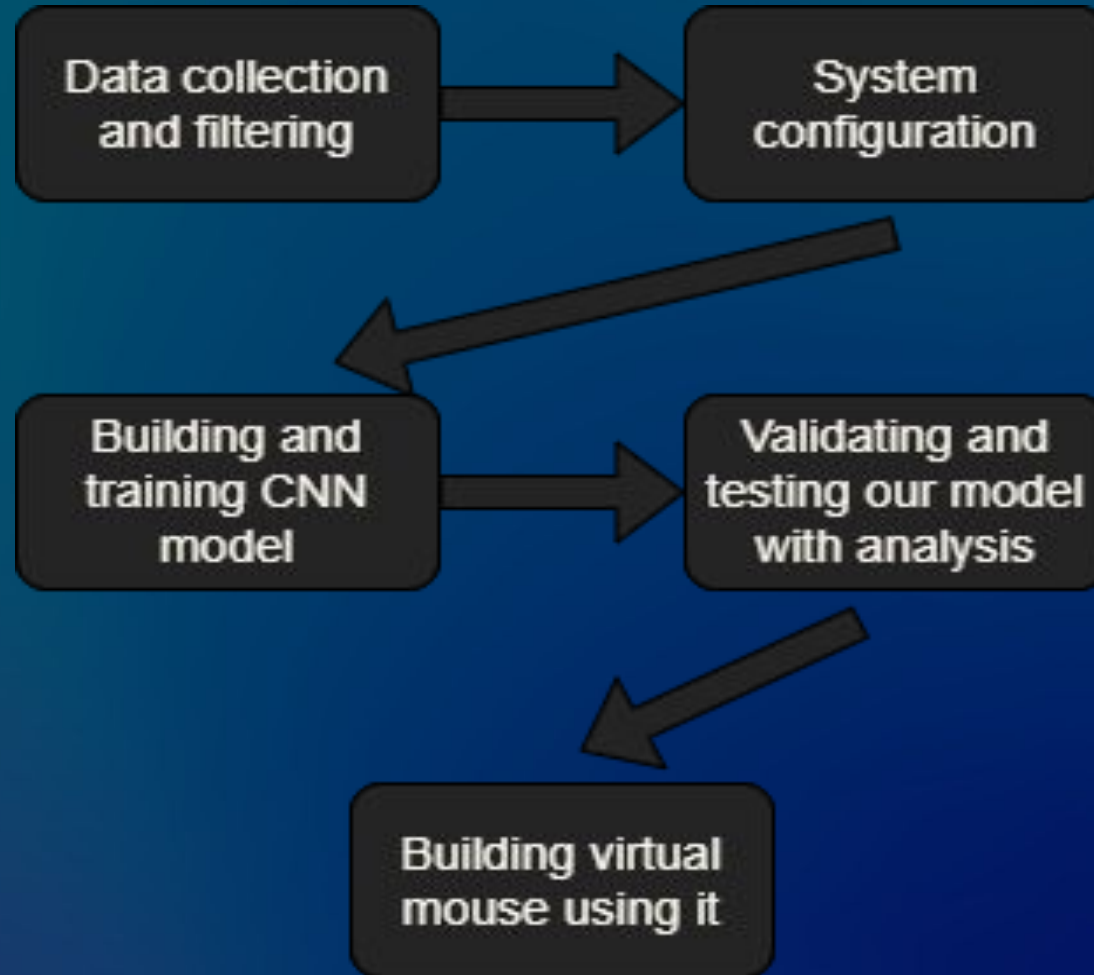 Data collection
and filtering
System
configuration
Building and
training CNN
model
Validating and
testing our model
with analysis
Building virtual
mouse using it